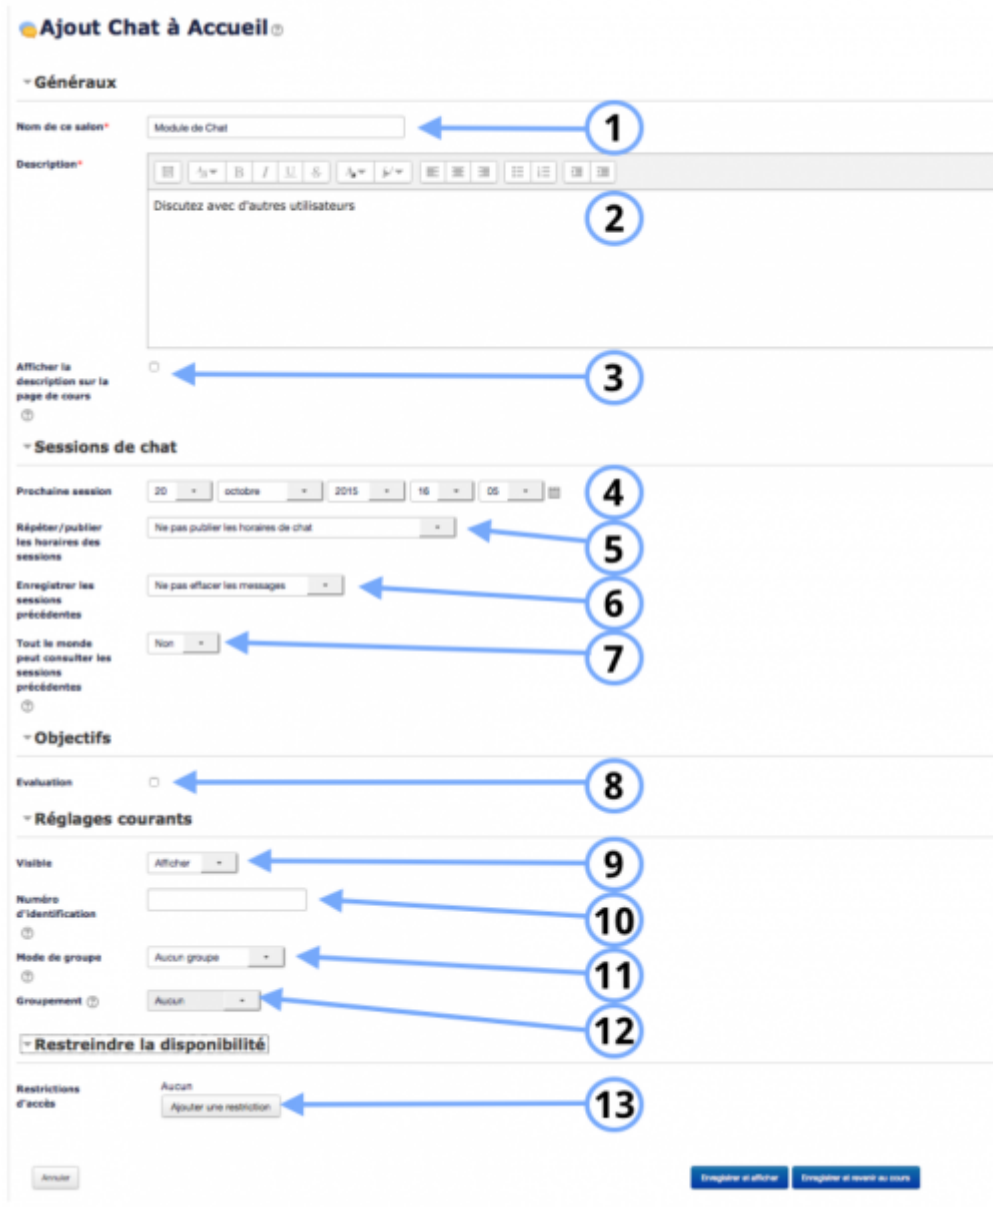 Ajout Chat à Accueil
Généraux
Nom de ce salon*
Module de Chat
1
Description*
B I U S
Discutez avec d'autres utilisateurs
2
Afficher la
description sur la
page de cours
3
Sessions de chat
Prochaine session
20 octobre 2015 16 05
4
Répéter/publier
les horaires des
sessions
Ne pas publier les horaires de chat
5
Enregistrer les
sessions
précédentes
Ne pas effacer les messages
6
Tout le monde
peut consulter les
sessions
précédentes
Non
7
Objectifs
Evaluation
8
Réglages courants
Visible
Afficher
9
Numéro
d'identification
10
Mode de groupe
Aucun groupe
11
Groupement
Aucun
12
Restreindre la disponibilité
Restrictions
d'accès
Aucun
Ajouter une restriction
13
Annuler
Enregistrer et afficher
Enregistrer et revenir au cours